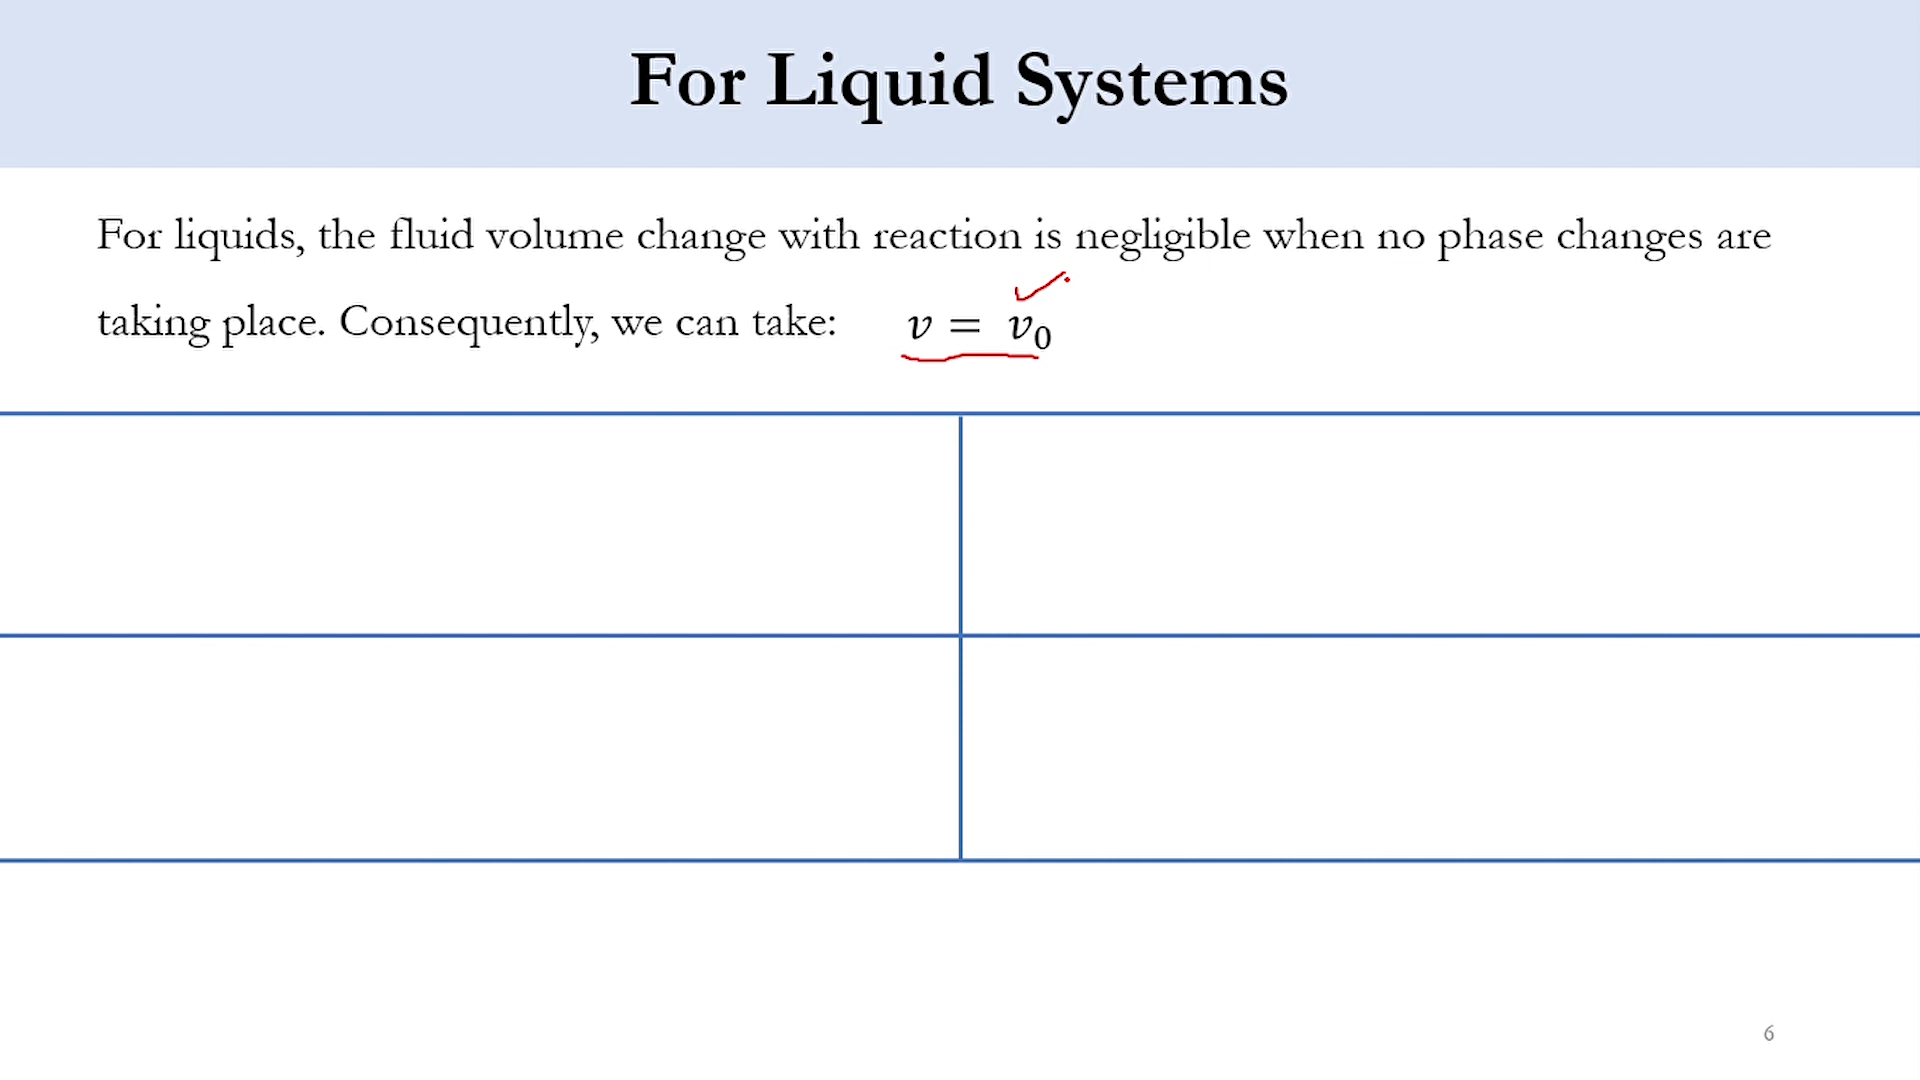 For Liquid Systems
For liquids, the fluid volume change with reaction is negligible when no phase changes are
taking place. Consequently, we can take: v = v₀
6